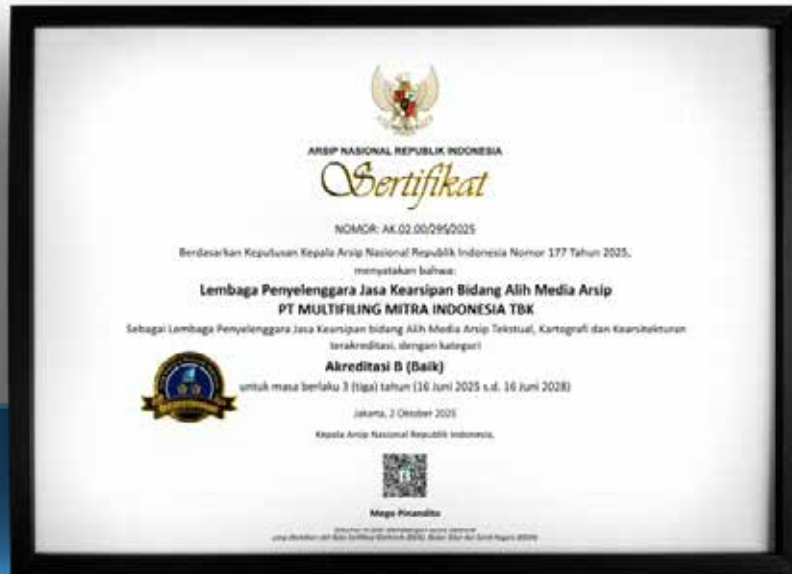 ARSIP NASIONAL REPUBLIK INDONESIA
Sertifikat
NOMOR: AK.02.00/295/2025
Berdasarkan Keputusan Kepala Arsip Nasional Republik Indonesia Nomor 177 Tahun 2025,
menyatakan bahwa:
Lembaga Penyelenggara Jasa Kearsipan Bidang Alih Media Arsip
PT MULTIFILING MITRA INDONESIA TBK
Sebagai Lembaga Penyelenggara Jasa Kearsipan bidang Alih Media Arsip Tekstual, Kartografi dan Kearsitekturan
terakreditasi, dengan kategori
Akreditasi B (Baik)
untuk masa berlaku 3 (tiga) tahun (16 Juni 2025 s.d. 16 Juni 2028)
Jakarta, 2 Oktober 2025
Kepala Arsip Nasional Republik Indonesia,
Mego Pinandito